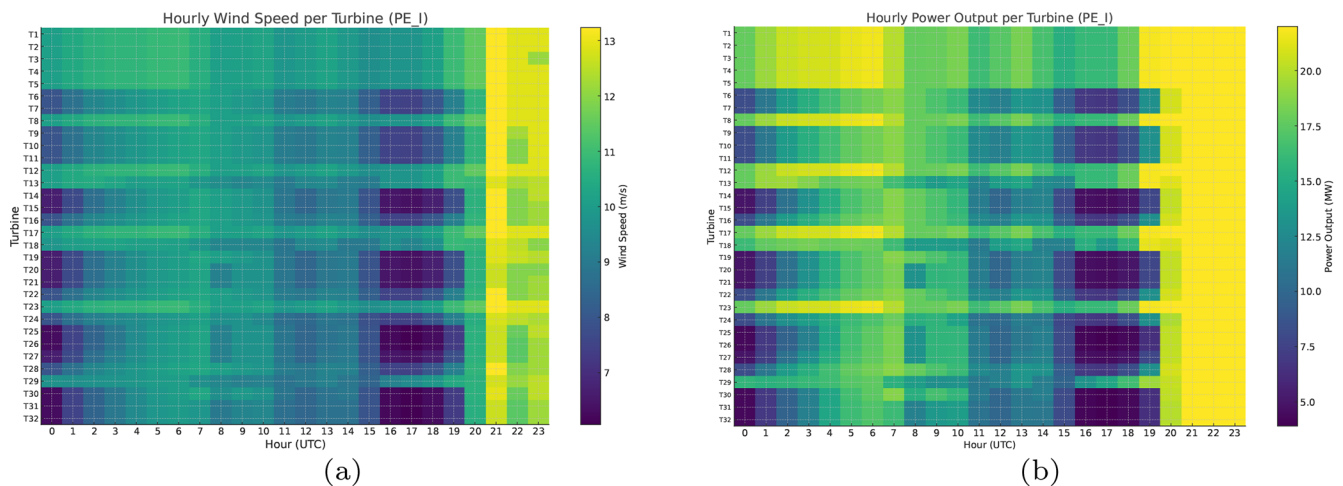 Hourly Wind Speed per Turbine (PE_I)
T1
T2
T3
T4
T5
T6
T7
T8
T9
T10
T11
T12
T13
T14
T15
T16
T17
T18
T19
T20
T21
T22
T23
T24
T25
T26
T27
T28
T29
T30
T31
T32
Turbine
0 1 2 3 4 5 6 7 8 9 10 11 12 13 14 15 16 17 18 19 20 21 22 23
Hour (UTC)
13
12
11
10
9
8
7
Wind Speed (m/s)
(a)
Hourly Power Output per Turbine (PE_I)
T1
T2
T3
T4
T5
T6
T7
T8
T9
T10
T11
T12
T13
T14
T15
T16
T17
T18
T19
T20
T21
T22
T23
T24
T25
T26
T27
T28
T29
T30
T31
T32
Turbine
0 1 2 3 4 5 6 7 8 9 10 11 12 13 14 15 16 17 18 19 20 21 22 23
Hour (UTC)
20.0
17.5
15.0
12.5
10.0
7.5
5.0
Power Output (MW)
(b)